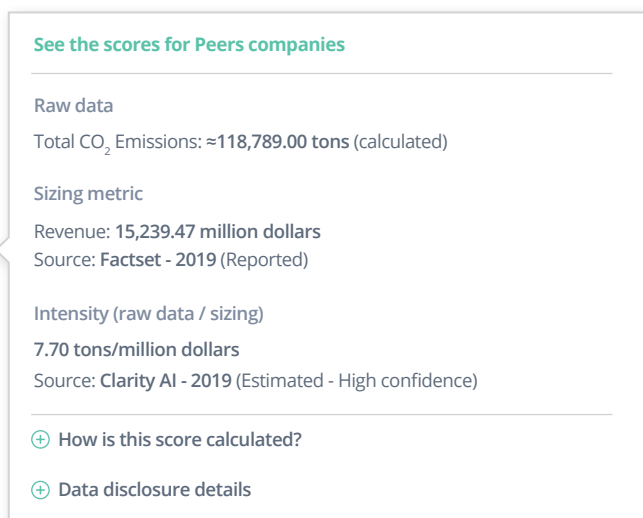 See the scores for Peers companies
Raw data
Total CO₂ Emissions: ≈118,789.00 tons (calculated)
Sizing metric
Revenue: 15,239.47 million dollars
Source: Factset - 2019 (Reported)
Intensity (raw data / sizing)
7.70 tons/million dollars
Source: Clarity AI - 2019 (Estimated - High confidence)
How is this score calculated?
Data disclosure details